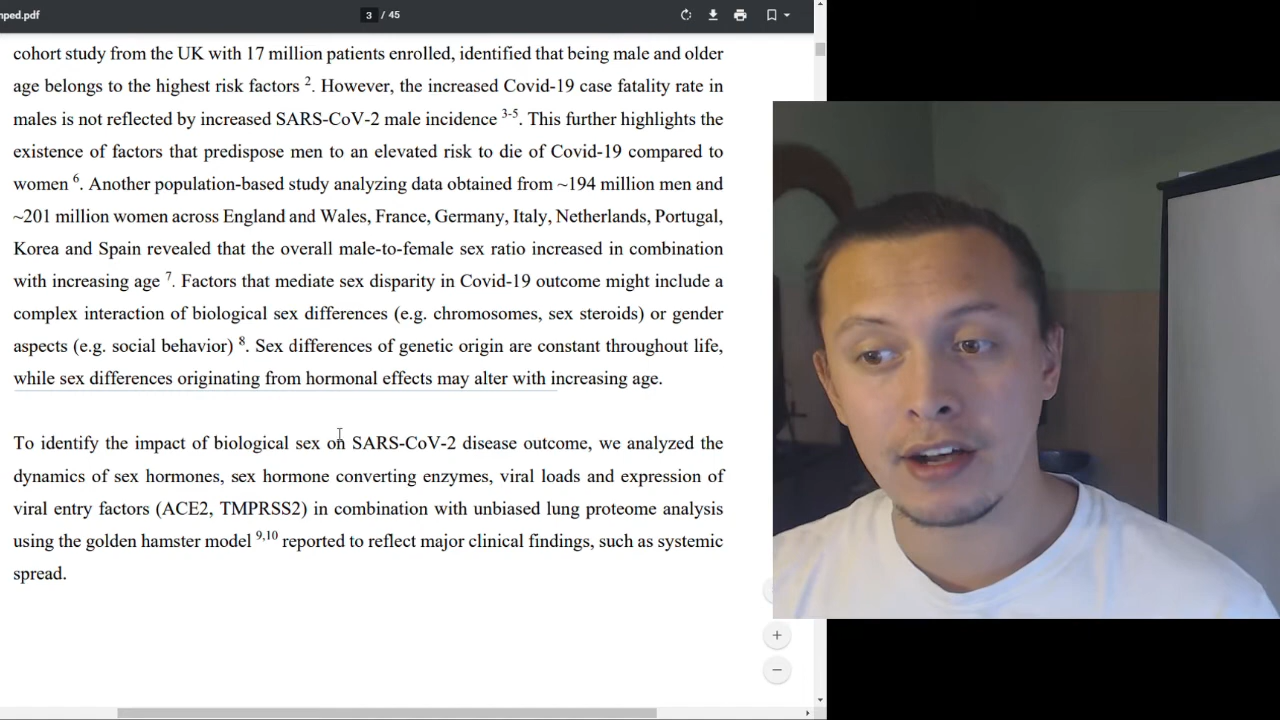 nped.pdf
3 / 45
cohort study from the UK with 17 million patients enrolled, identified that being male and older
age belongs to the highest risk factors 2. However, the increased Covid-19 case fatality rate in
males is not reflected by increased SARS-CoV-2 male incidence 3-5. This further highlights the
existence of factors that predispose men to an elevated risk to die of Covid-19 compared to
women 6. Another population-based study analyzing data obtained from ~194 million men and
~201 million women across England and Wales, France, Germany, Italy, Netherlands, Portugal,
Korea and Spain revealed that the overall male-to-female sex ratio increased in combination
with increasing age 7. Factors that mediate sex disparity in Covid-19 outcome might include a
complex interaction of biological sex differences (e.g. chromosomes, sex steroids) or gender
aspects (e.g. social behavior) 8. Sex differences of genetic origin are constant throughout life,
while sex differences originating from hormonal effects may alter with increasing age.
To identify the impact of biological sex on SARS-CoV-2 disease outcome, we analyzed the
dynamics of sex hormones, sex hormone converting enzymes, viral loads and expression of
viral entry factors (ACE2, TMPRSS2) in combination with unbiased lung proteome analysis
using the golden hamster model 9,10 reported to reflect major clinical findings, such as systemic
spread.